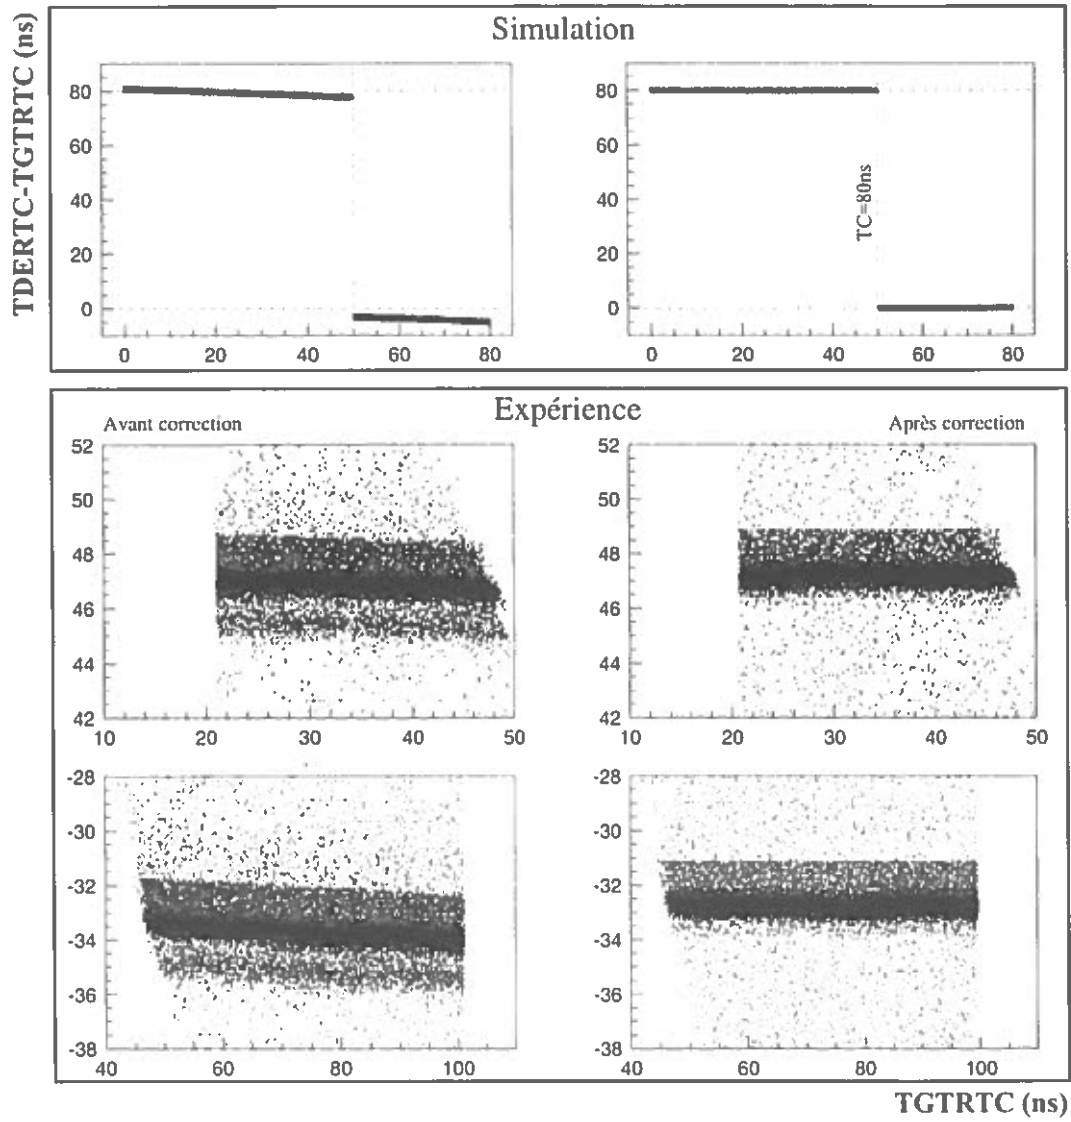 Simulation
TDERTC-TGTRTC (ns)
80
60
40
20
0
0 20 40 60 80
80
60
40
20
0
TC=80ns
0 20 40 60 80
Expérience
Avant correction
52
50
48
46
44
42
10 20 30 40 50
Après correction
52
50
48
46
44
42
10 20 30 40 50
-28
-30
-32
-34
-36
-38
40 60 80 100
-28
-30
-32
-34
-36
-38
40 60 80 100
TGTRTC (ns)